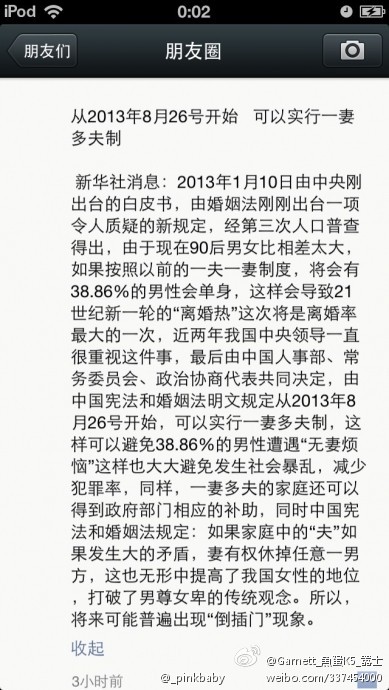 iPod 0:02
朋友们 朋友圈
从2013年8月26号开始 可以实行一妻
多夫制
新华社消息：2013年1月10日由中央刚
出台的白皮书，由婚姻法刚刚出台一项
令人质疑的新规定，经第三次人口普查
得出，由于现在90后男女比相差太大，
如果按照以前的一夫一妻制度，将会有
38.86%的男性会单身，这样会导致21
世纪新一轮的“离婚热”这次将是离婚率
最大的一次，近两年我国中央领导一直
很重视这件事，最后由中国人事部、常
务委员会、政治协商代表共同决定，由
中国宪法和婚姻法明文规定从2013年8
月26号开始，可以实行一妻多夫制，这
样可以避免38.86%的男性遭遇“无妻烦
恼”这样也大大避免发生社会暴乱，减少
犯罪率，同样，一妻多夫的家庭还可以
得到政府部门相应的补助，同时中国宪
法和婚姻法规定：如果家庭中的“夫”如
果发生大的矛盾，妻有权休掉任意一男
方，这也无形中提高了我国女性的地位
，打破了男尊女卑的传统观念。所以，
将来可能普遍出现“倒插门”现象。
收起
3小时前
@_pinkbaby
weibo.com/337454000